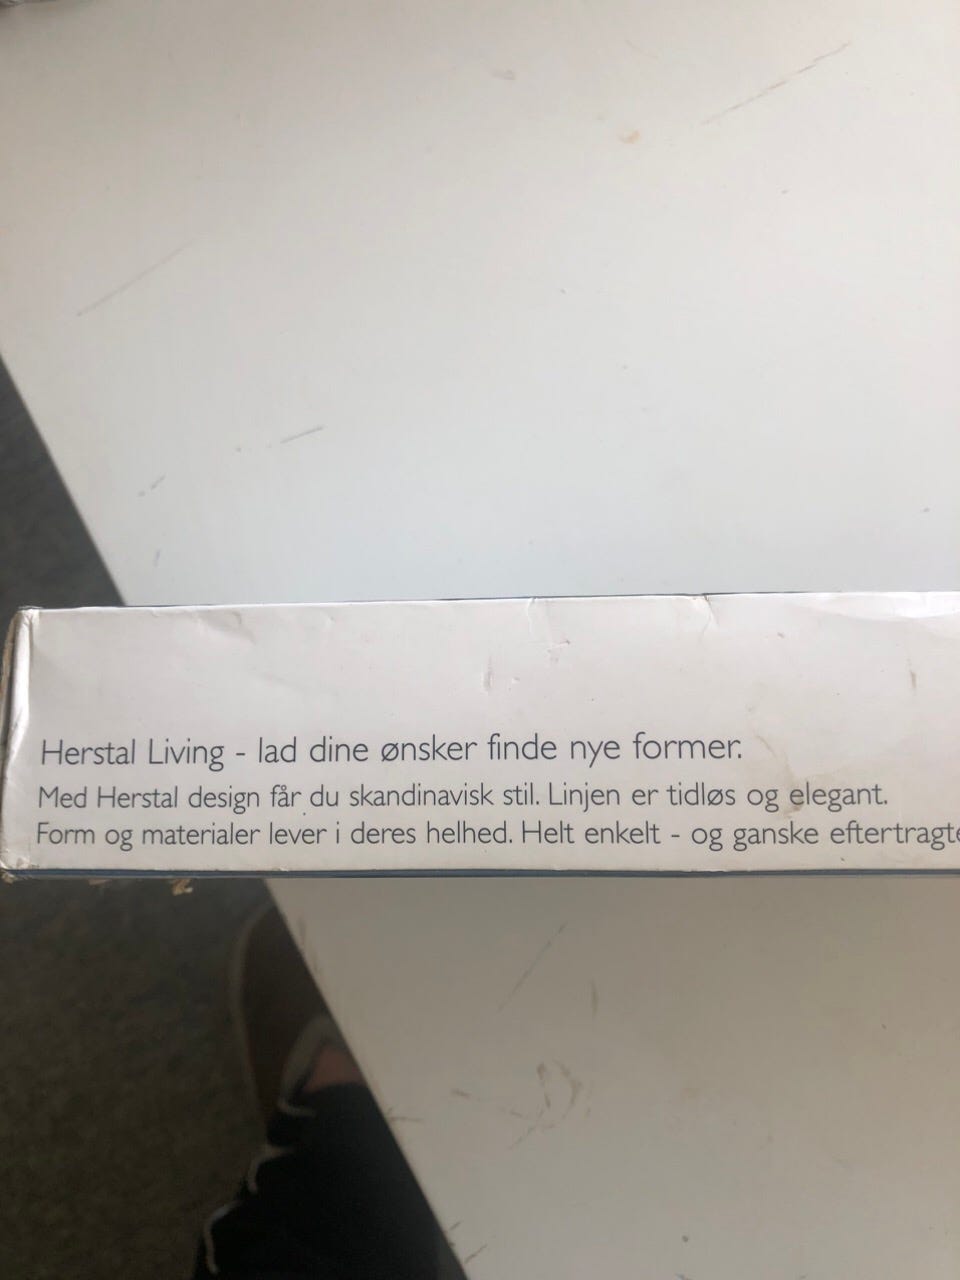 Herstal Living - lad dine ønsker finde nye former.
Med Herstal design får du skandinavisk stil. Linjen er tidløs og elegant.
Form og materialer lever i deres helhed. Helt enkelt - og ganske